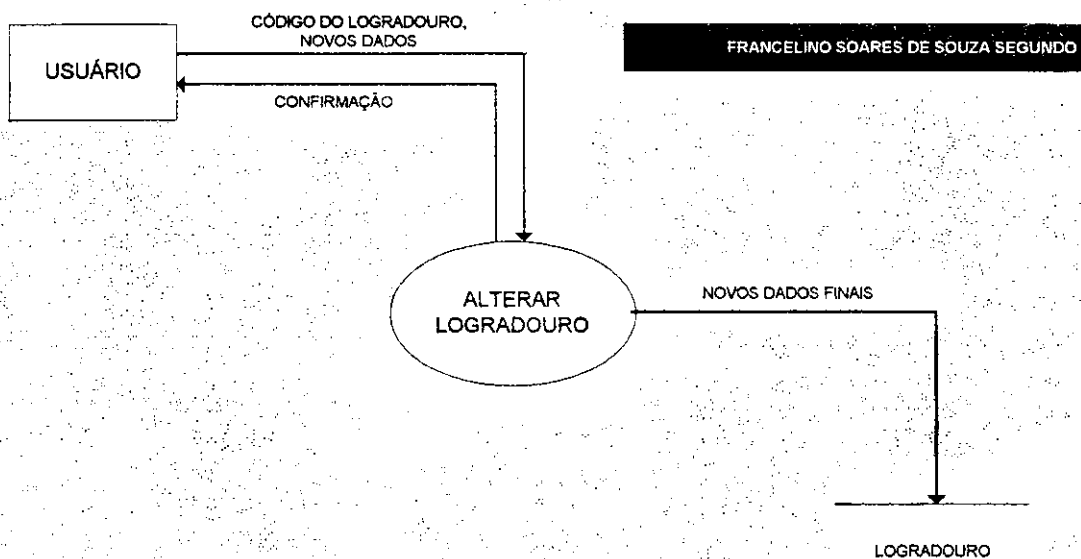 CÓDIGO DO LOGRADOURO,
NOVOS DADOS
FRANCELINO SOARES DE SOUZA SEGUNDO
USUÁRIO
CONFIRMAÇÃO
ALTERAR
LOGRADOURO
NOVOS DADOS FINAIS
LOGRADOURO